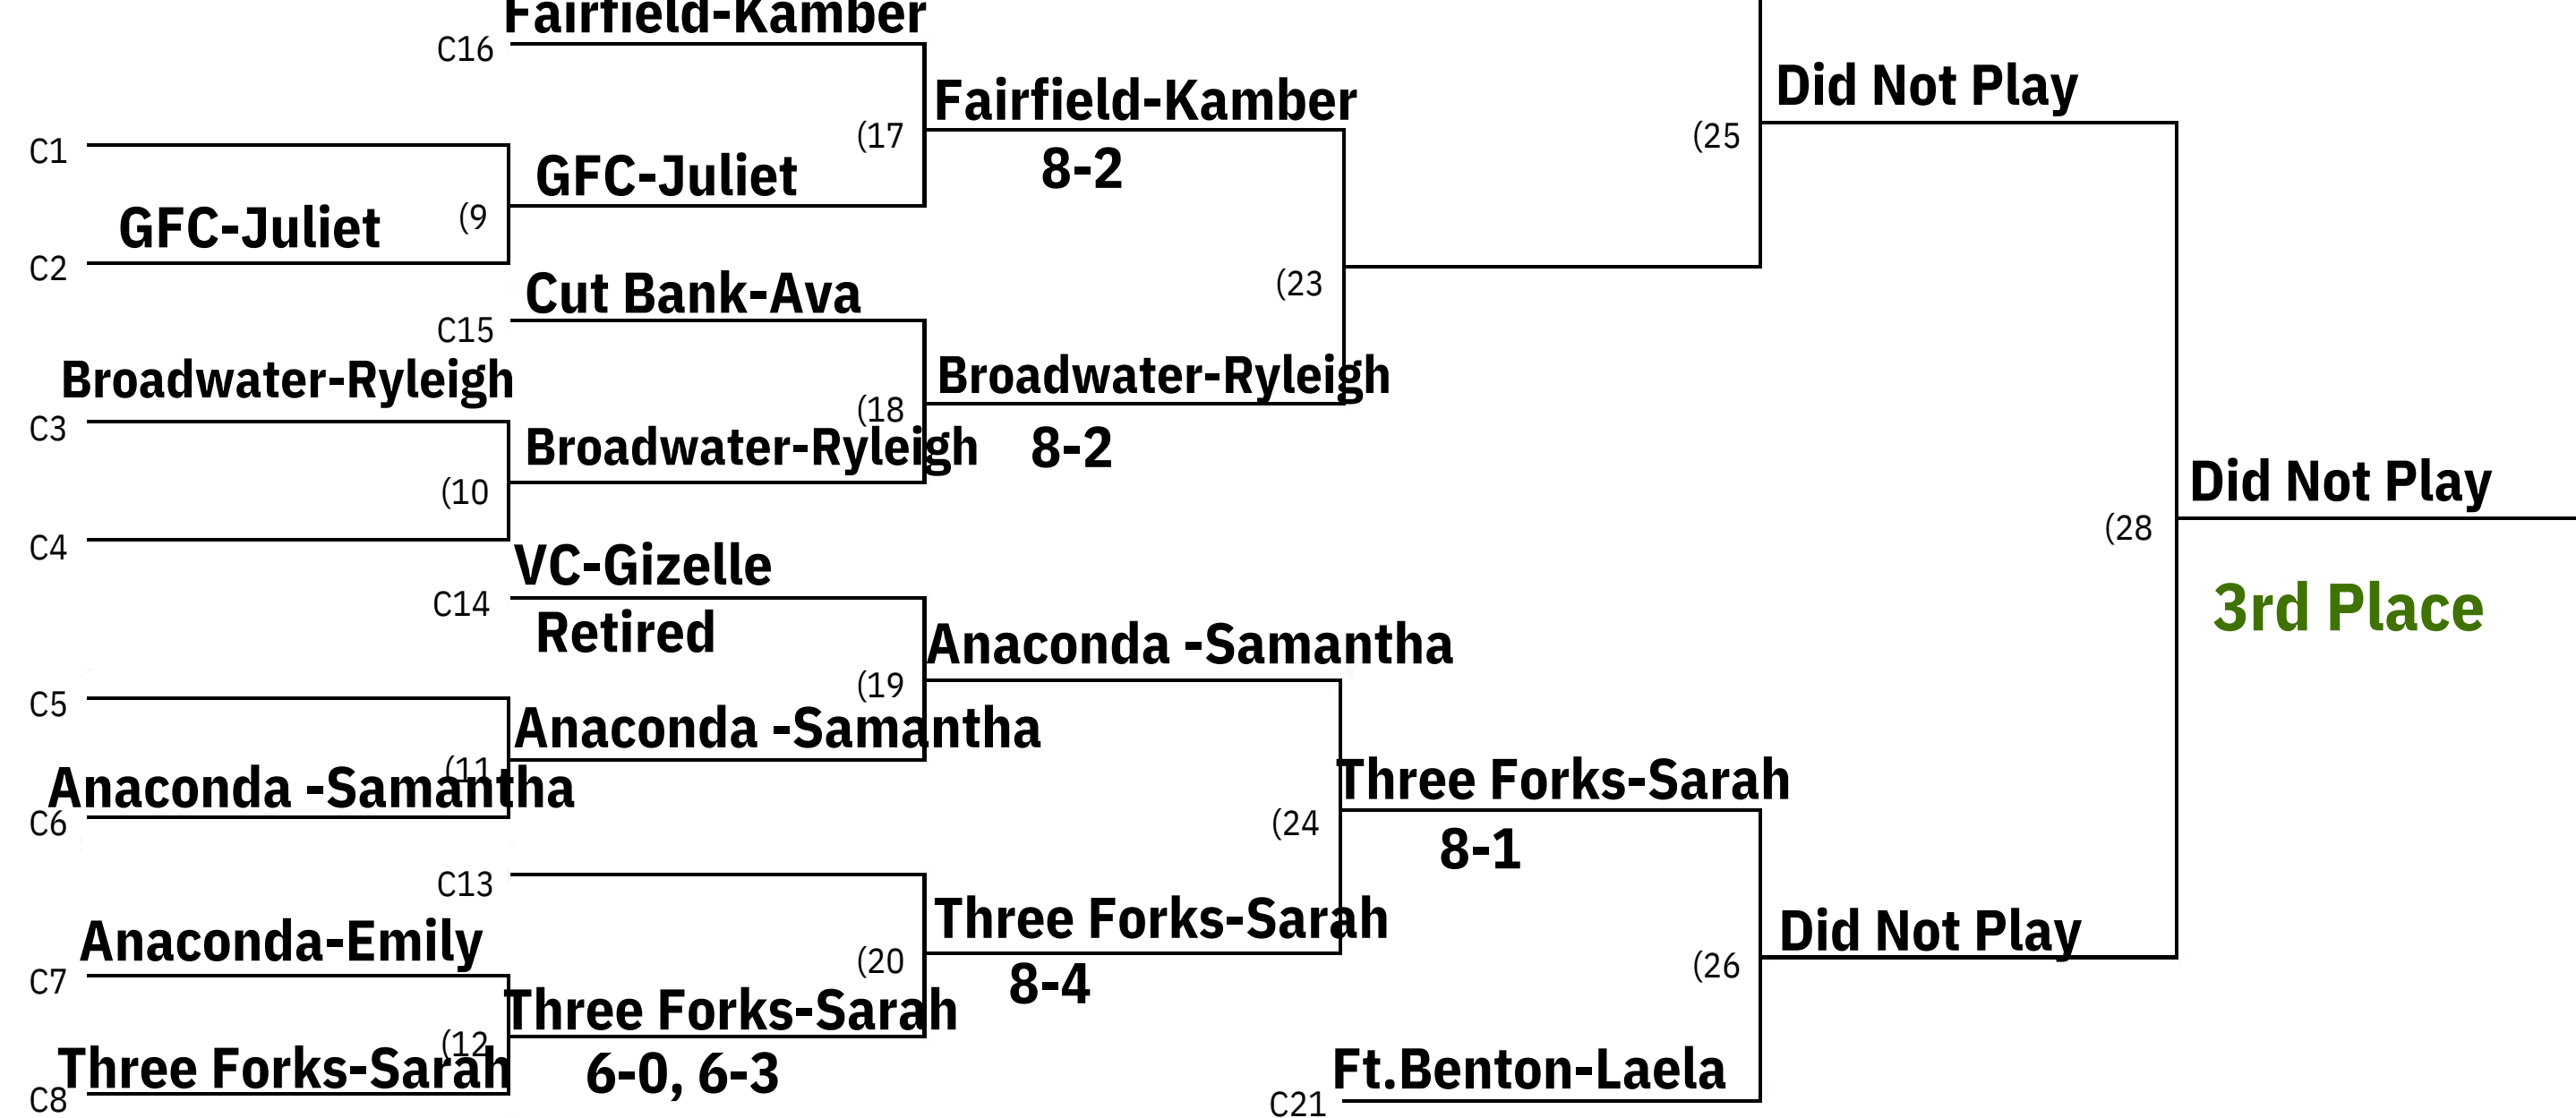 Fairfield-Kamber
C16
Did Not Play
Fairfield-Kamber
(17
(25
C1
8-2
GFC-Juliet
GFC-Juliet
(9
C2
Cut Bank-Ava
(23
C15
Broadwater-Ryleigh
Broadwater-Ryleigh
(18
C3
Broadwater-Ryleigh
8-2
Did Not Play
(10
(28
C4
VC-Gizelle
C14
3rd Place
Retired
Anaconda -Samantha
(19
C5
Anaconda -Samantha
(11
Three Forks-Sarah
Anaconda -Samantha
C6
(24
8-1
C13
Three Forks-Sarah
Anaconda-Emily
Did Not Play
(20
(26
C7
8-4
Three Forks-Sarah
(12
Three Forks-Sarah
6-0, 6-3
Ft.Benton-Laela
C8
C21